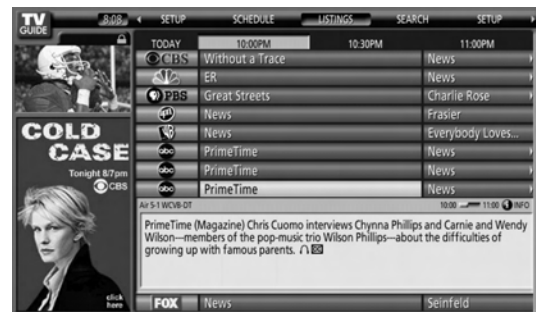 TV
GUIDE
8:08
SETUP SCHEDULE LISTINGS SEARCH SETUP
TODAY 10:00PM 10:30PM 11:00PM
CBS Without a Trace News
ER News
PBS Great Streets Charlie Rose
News Frasier
News Everybody Loves...
abc PrimeTime News
abc PrimeTime News
abc PrimeTime News
Air 5-1 WCVB-DT 10:00 11:00 INFO
PrimeTime (Magazine) Chris Cuomo interviews Chynna Phillips and Carnie and Wendy
Wilson—members of the pop-music trio Wilson Phillips—about the difficulties of
growing up with famous parents.
FOX News Seinfeld
COLD
CASE
Tonight 8/7pm
CBS
click
here